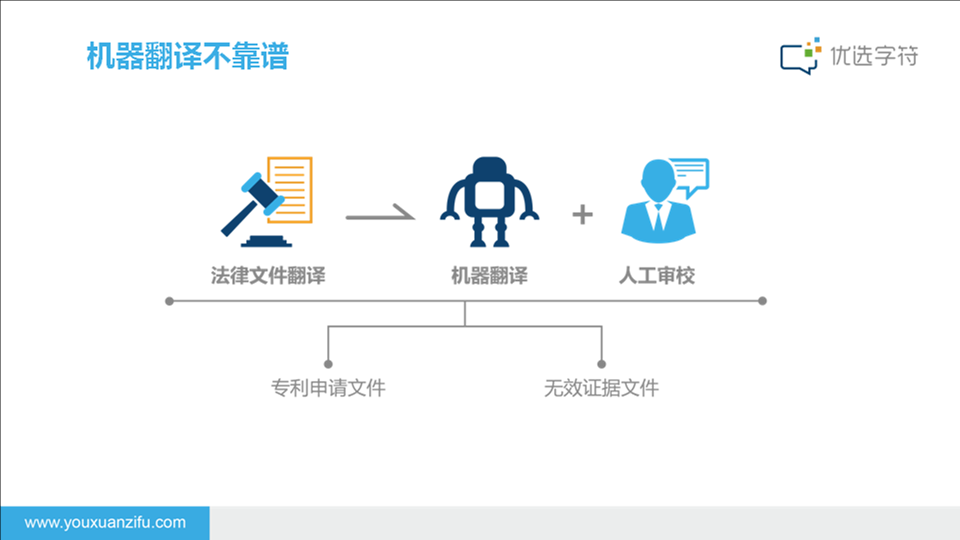 机器翻译不靠谱
优选字符
法律文件翻译
机器翻译
+
人工审校
专利申请文件
无效证据文件
www.youxuanzifu.com